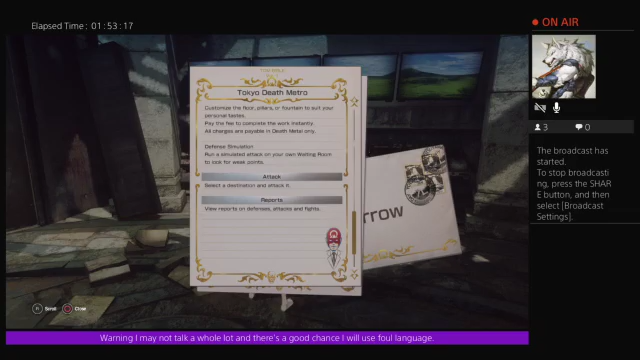 Elapsed Time : 01:53:17
ON AIR
Tokyo Death Metro
Customize the floor, pillars, or fountain to suit your
personal tastes.
Pay the fee to complete the work instantly.
All charges are payable in Death Metal only.
Defense Simulation
Run a simulated attack on your own Waiting Room
to look for weak points.
Attack
Select a destination and attack it.
Reports
View reports on defenses, attacks and fights.
rrow
3
0
The broadcast has
started.
To stop broadcasti
ng, press the SHAR
E button, and then
select [Broadcast
Settings].
Scroll
Close
Warning I may not talk a whole lot and there's a good chance I will use foul language.